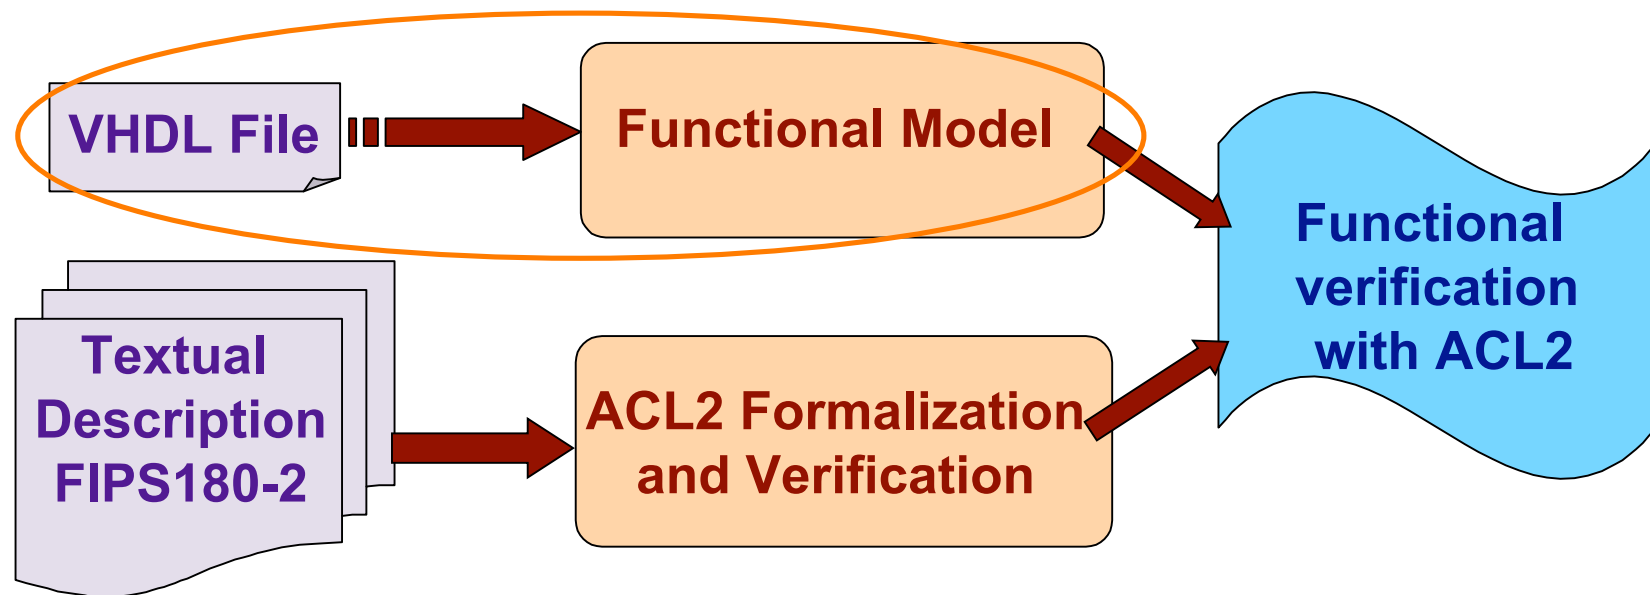 VHDL File
Functional Model
Functional
verification
with ACL2
Textual
Description
FIPS180-2
ACL2 Formalization
and Verification